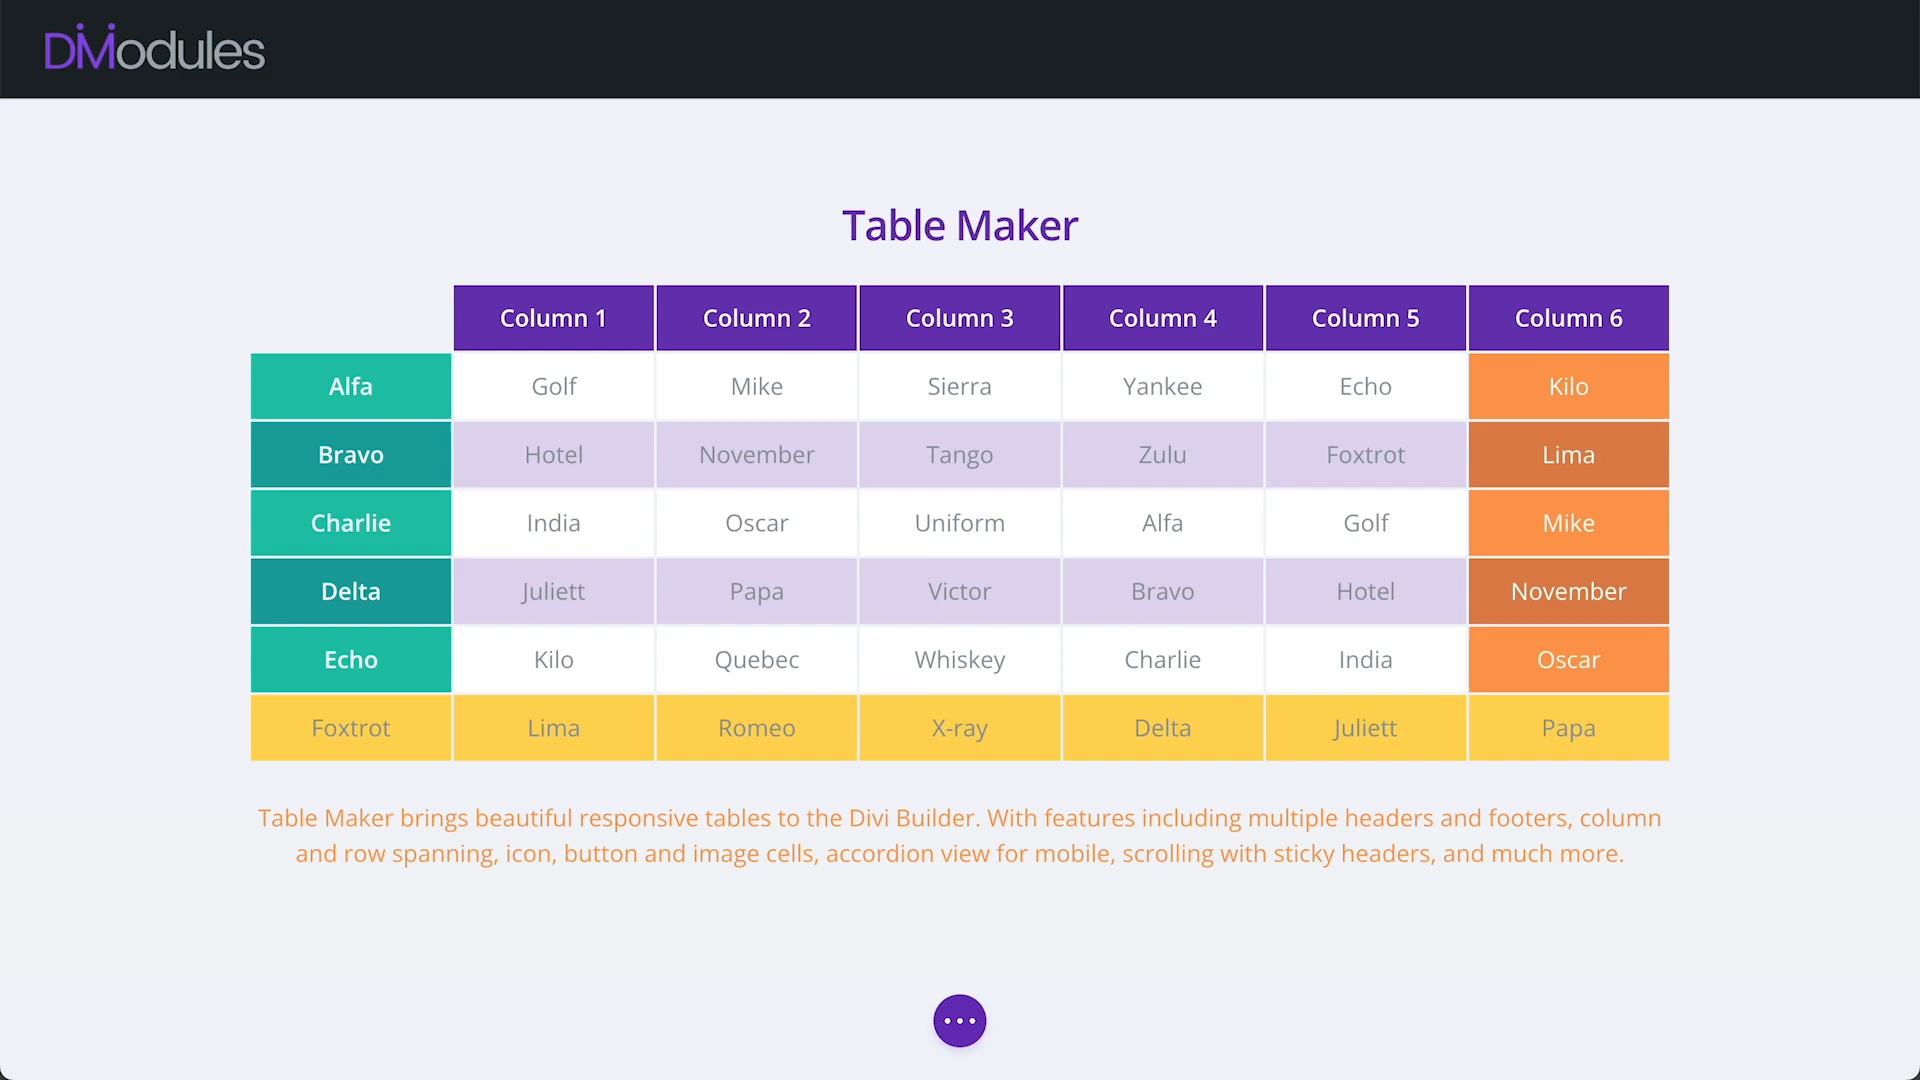 DiModules
Table Maker
Column 1 Column 2 Column 3 Column 4 Column 5 Column 6
Alfa Golf Mike Sierra Yankee Echo Kilo
Bravo Hotel November Tango Zulu Foxtrot Lima
Charlie India Oscar Uniform Alfa Golf Mike
Delta Juliett Papa Victor Bravo Hotel November
Echo Kilo Quebec Whiskey Charlie India Oscar
Foxtrot Lima Romeo X-ray Delta Juliett Papa
Table Maker brings beautiful responsive tables to the Divi Builder. With features including multiple headers and footers, column
and row spanning, icon, button and image cells, accordion view for mobile, scrolling with sticky headers, and much more.